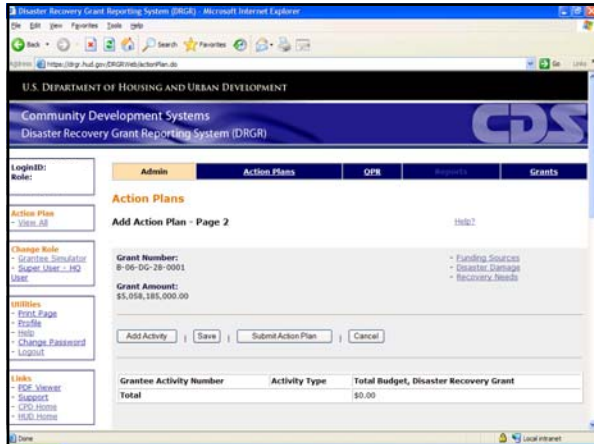 Disaster Recovery Grant Reporting System (DRGR) - Microsoft Internet Explorer
File Edit View Favorites Tools Help
Back Search Favorites
Address https://drgr.hud.gov/DRGRWeb/actionPlan.do Go Links
U.S. DEPARTMENT OF HOUSING AND URBAN DEVELOPMENT
Community Development Systems
Disaster Recovery Grant Reporting System (DRGR)
CDS
LoginID:
Role:
Admin Action Plans QPR Reports Grants
Action Plans
Add Action Plan - Page 2 Help?
Action Plan
- View All
Change Role
- Grantee Simulator
- Super User - HQ User
Utilities
- Print Page
- Profile
- Help
- Change Password
- Logout
Links
- PDF Viewer
- Support
- CPD Home
- HUD Home
Grant Number:
B-06-DG-28-0001
Grant Amount:
$5,058,185,000.00
- Funding Sources
- Disaster Damage
- Recovery Needs
Add Activity | Save | Submit Action Plan | Cancel
Grantee Activity Number Activity Type Total Budget, Disaster Recovery Grant
Total $0.00
Done Local intranet